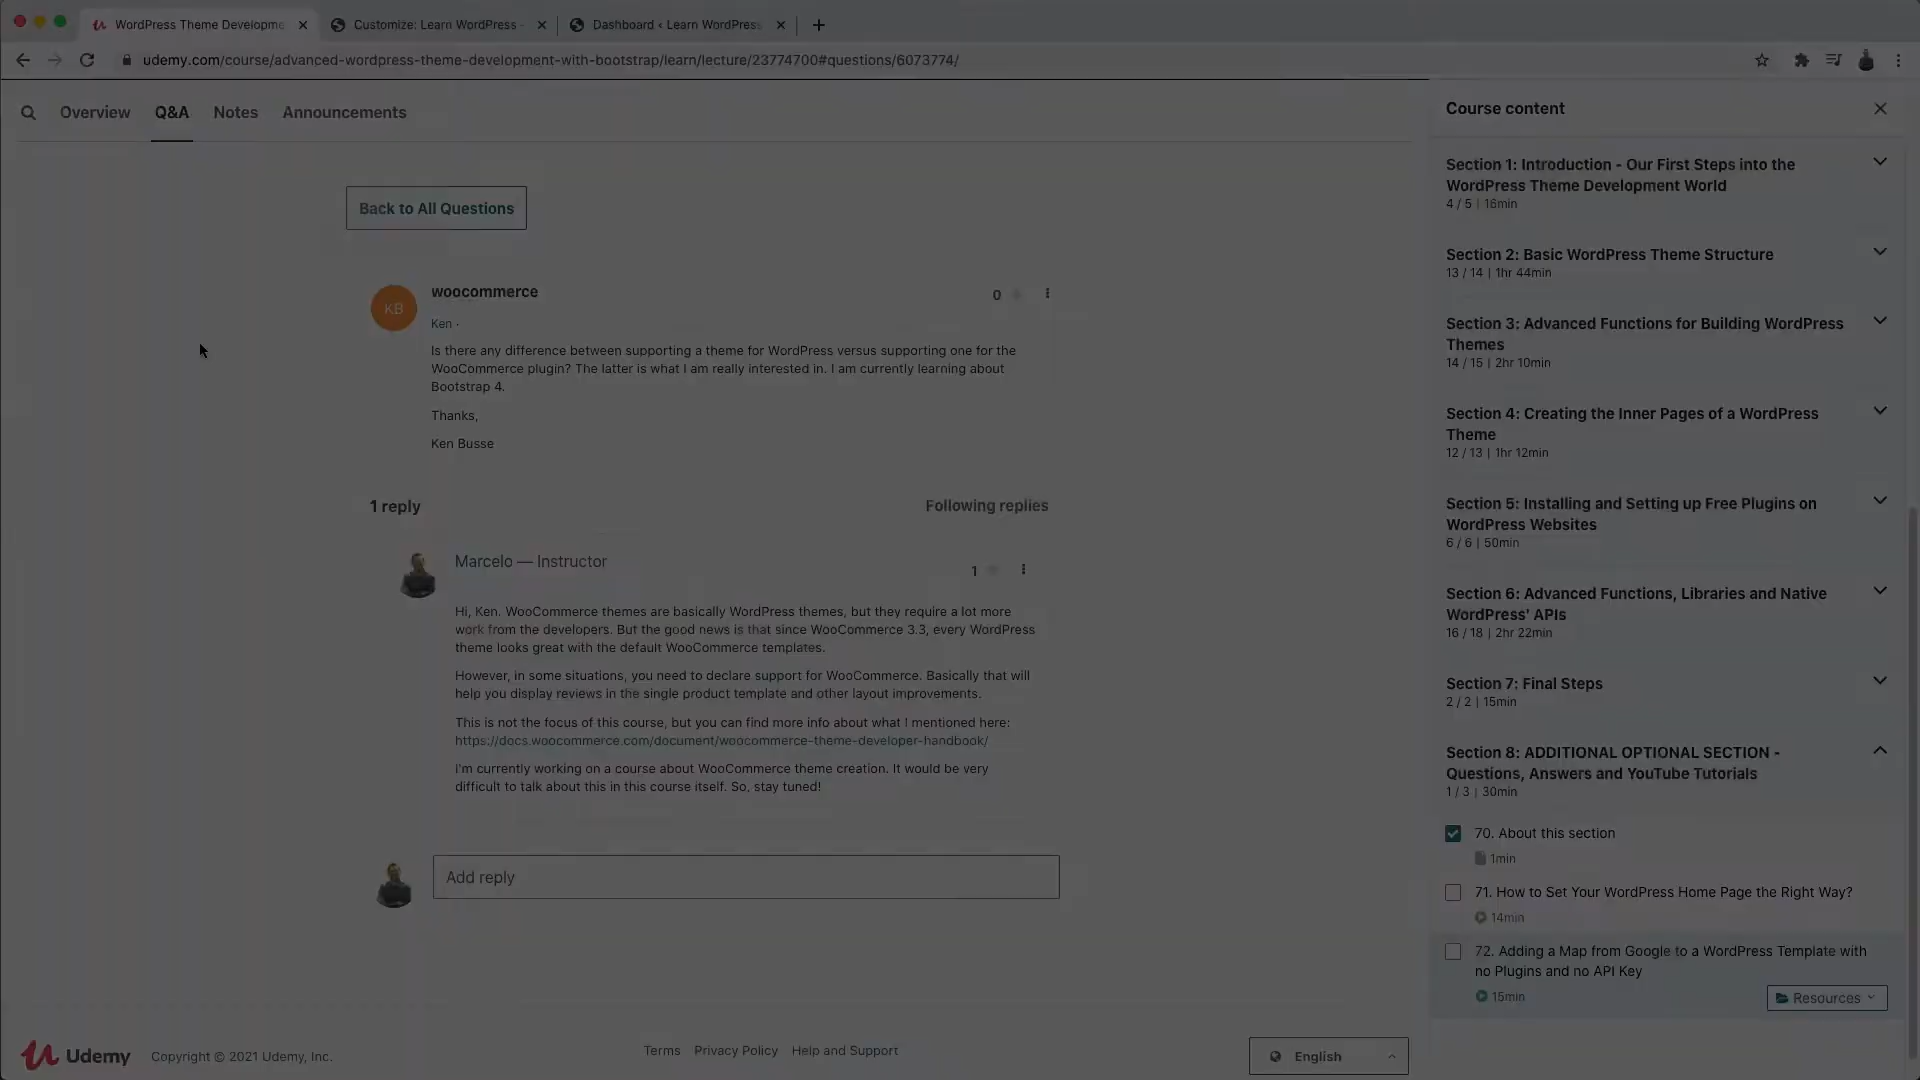 WordPress Theme Developme
Customize: Learn WordPress -
Dashboard ‹ Learn WordPress
udemy.com/course/advanced-wordpress-theme-development-with-bootstrap/learn/lecture/23774700#questions/6073774/
Overview
Q&A
Notes
Announcements
Back to All Questions
KB
woocommerce
0
Ken ·
Is there any difference between supporting a theme for WordPress versus supporting one for the
WooCommerce plugin? The latter is what I am really interested in. I am currently learning about
Bootstrap 4.
Thanks,
Ken Busse
1 reply
Following replies
Marcelo — Instructor
1
Hi, Ken. WooCommerce themes are basically WordPress themes, but they require a lot more
work from the developers. But the good news is that since WooCommerce 3.3, every WordPress
theme looks great with the default WooCommerce templates.
However, in some situations, you need to declare support for WooCommerce. Basically that will
help you display reviews in the single product template and other layout improvements.
This is not the focus of this course, but you can find more info about what I mentioned here:
https://docs.woocommerce.com/document/woocommerce-theme-developer-handbook/
I'm currently working on a course about WooCommerce theme creation. It would be very
difficult to talk about this in this course itself. So, stay tuned!
Add reply
Udemy
Copyright © 2021 Udemy, Inc.
Terms
Privacy Policy
Help and Support
English
Course content
Section 1: Introduction - Our First Steps into the
WordPress Theme Development World
4 / 5 | 16min
Section 2: Basic WordPress Theme Structure
13 / 14 | 1hr 44min
Section 3: Advanced Functions for Building WordPress
Themes
14 / 15 | 2hr 10min
Section 4: Creating the Inner Pages of a WordPress
Theme
12 / 13 | 1hr 12min
Section 5: Installing and Setting up Free Plugins on
WordPress Websites
6 / 6 | 50min
Section 6: Advanced Functions, Libraries and Native
WordPress' APIs
16 / 18 | 2hr 22min
Section 7: Final Steps
2 / 2 | 15min
Section 8: ADDITIONAL OPTIONAL SECTION -
Questions, Answers and YouTube Tutorials
1 / 3 | 30min
70. About this section
1min
71. How to Set Your WordPress Home Page the Right Way?
14min
72. Adding a Map from Google to a WordPress Template with
no Plugins and no API Key
15min
Resources